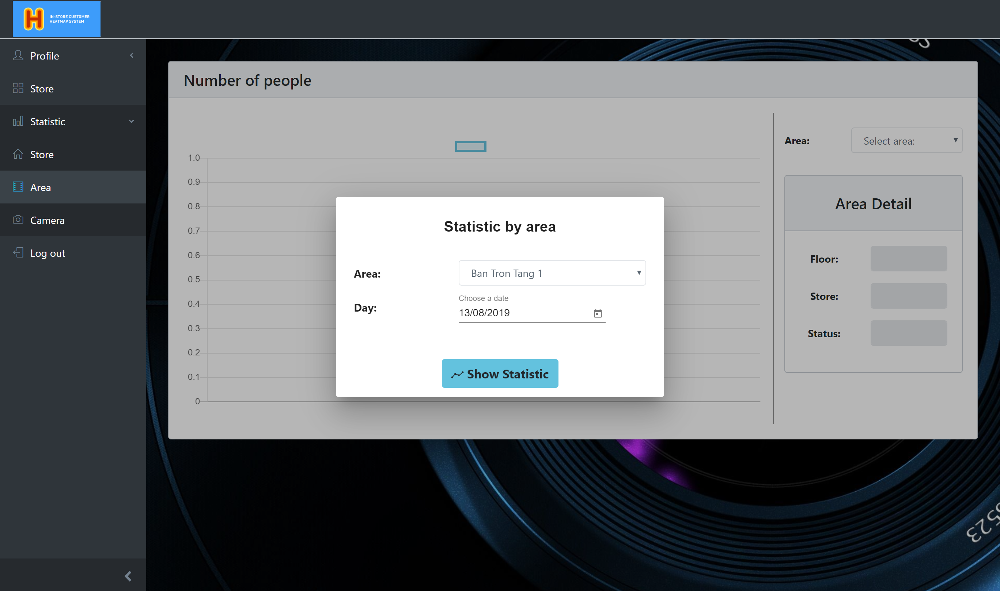 IN-STORE CUSTOMER
HEATMAP SYSTEM
Profile
Store
Statistic
Store
Area
Camera
Log out
Number of people
1.0
0.9
0.8
0.7
0.6
0.5
0.4
0.3
0.2
0.1
0
Area:
Select area:
Area Detail
Floor:
Store:
Status:
Statistic by area
Area:
Ban Tron Tang 1
Day:
Choose a date
13/08/2019
Show Statistic